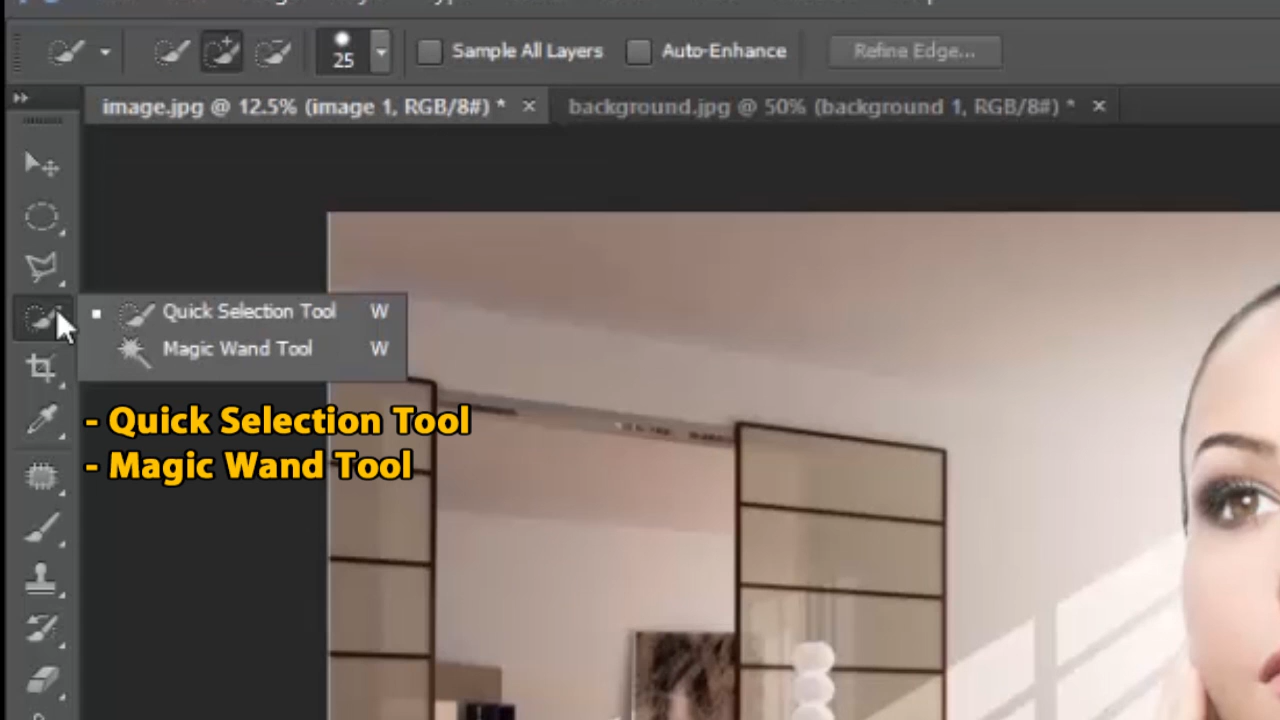 Sample All Layers Auto-Enhance Refine Edge...
25
image.jpg @ 12.5% (image 1, RGB/8#) * × background.jpg @ 50% (background 1, RGB/8#) * ×
Quick Selection Tool W
Magic Wand Tool W
- Quick Selection Tool
- Magic Wand Tool